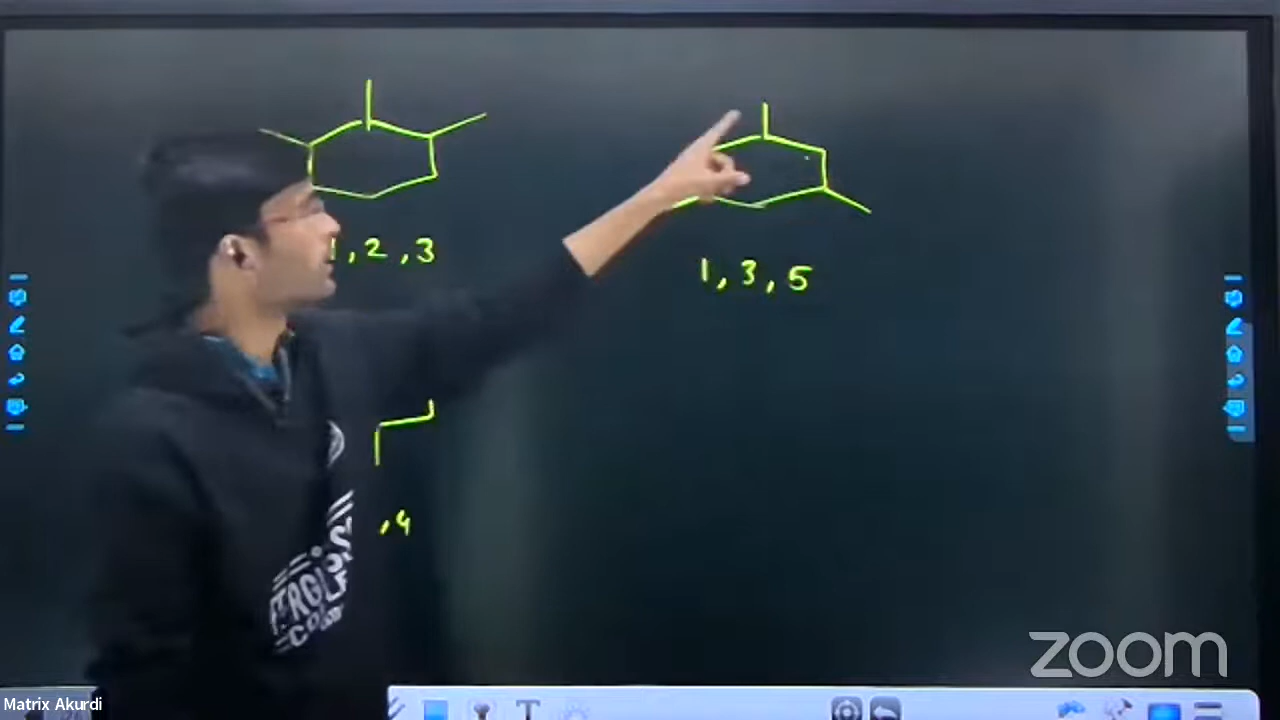 1, 2, 3
1, 3, 5
, 4
zoom
Matrix Akurdi